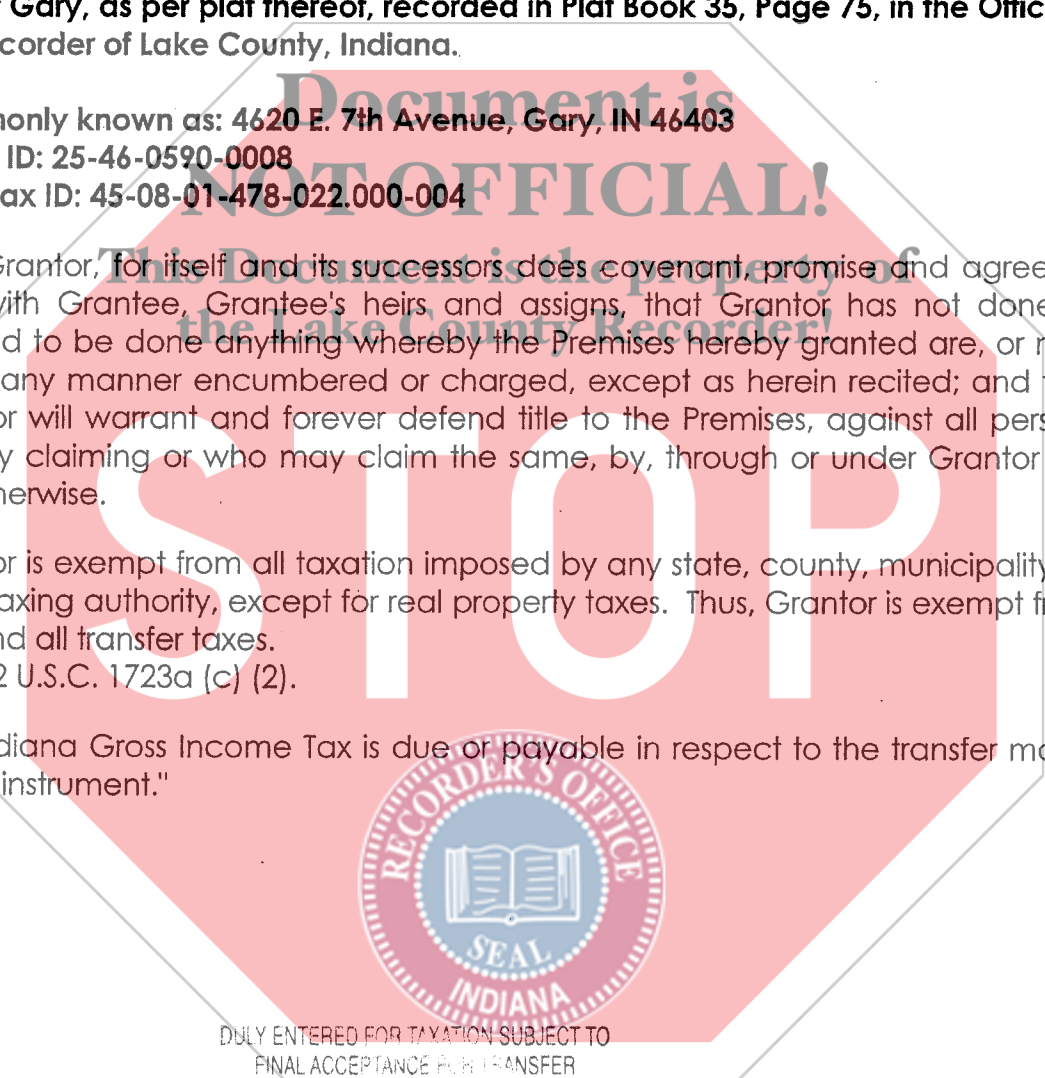 Gary, as per plat thereof, recorded in Plat Book 35, Page 75, in the Offic
corder of Lake County, Indiana.
Document is
only known as: 4620 E. 7th Avenue, Gary, IN 46403
ID: 25-46-0590-0008
NOT OFFICIAL!
ax ID: 45-08-01-478-022.000-004
This Document is the property of
Grantor, for itself and its successors does covenant, promise and agree
with Grantee, Grantee's heirs and assigns, that Grantor has not done
the Lake County Recorder!
d to be done anything whereby the Premises hereby granted are, or
any manner encumbered or charged, except as herein recited; and
or will warrant and forever defend title to the Premises, against all pers
y claiming or who may claim the same, by, through or under Grantor
herwise.
STOP
or is exempt from all taxation imposed by any state, county, municipality
axing authority, except for real property taxes. Thus, Grantor is exempt f
nd all transfer taxes.
2 U.S.C. 1723a (c) (2).
diana Gross Income Tax is due or payable in respect to the transfer ma
instrument."
RECORDER'S OFFICE
SEAL
INDIANA
DULY ENTERED FOR TAXATION SUBJECT TO
FINAL ACCEPTANCE FOR TRANSFER